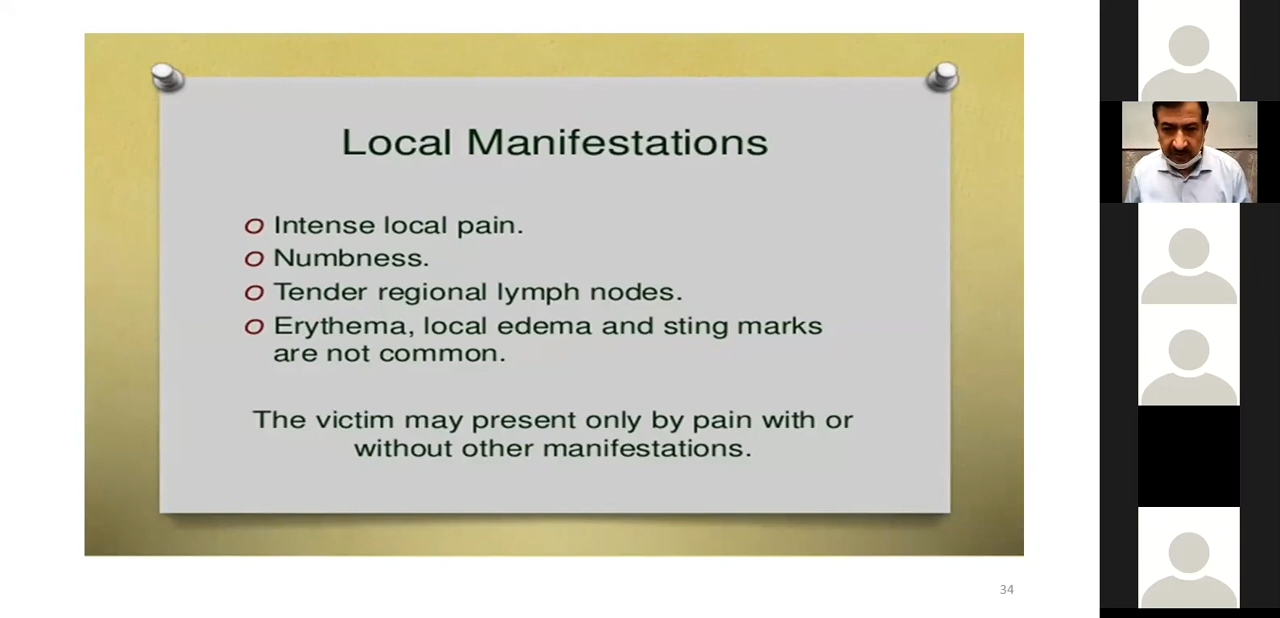 Local Manifestations
o Intense local pain.
o Numbness.
o Tender regional lymph nodes.
o Erythema, local edema and sting marks
are not common.
The victim may present only by pain with or
without other manifestations.
34